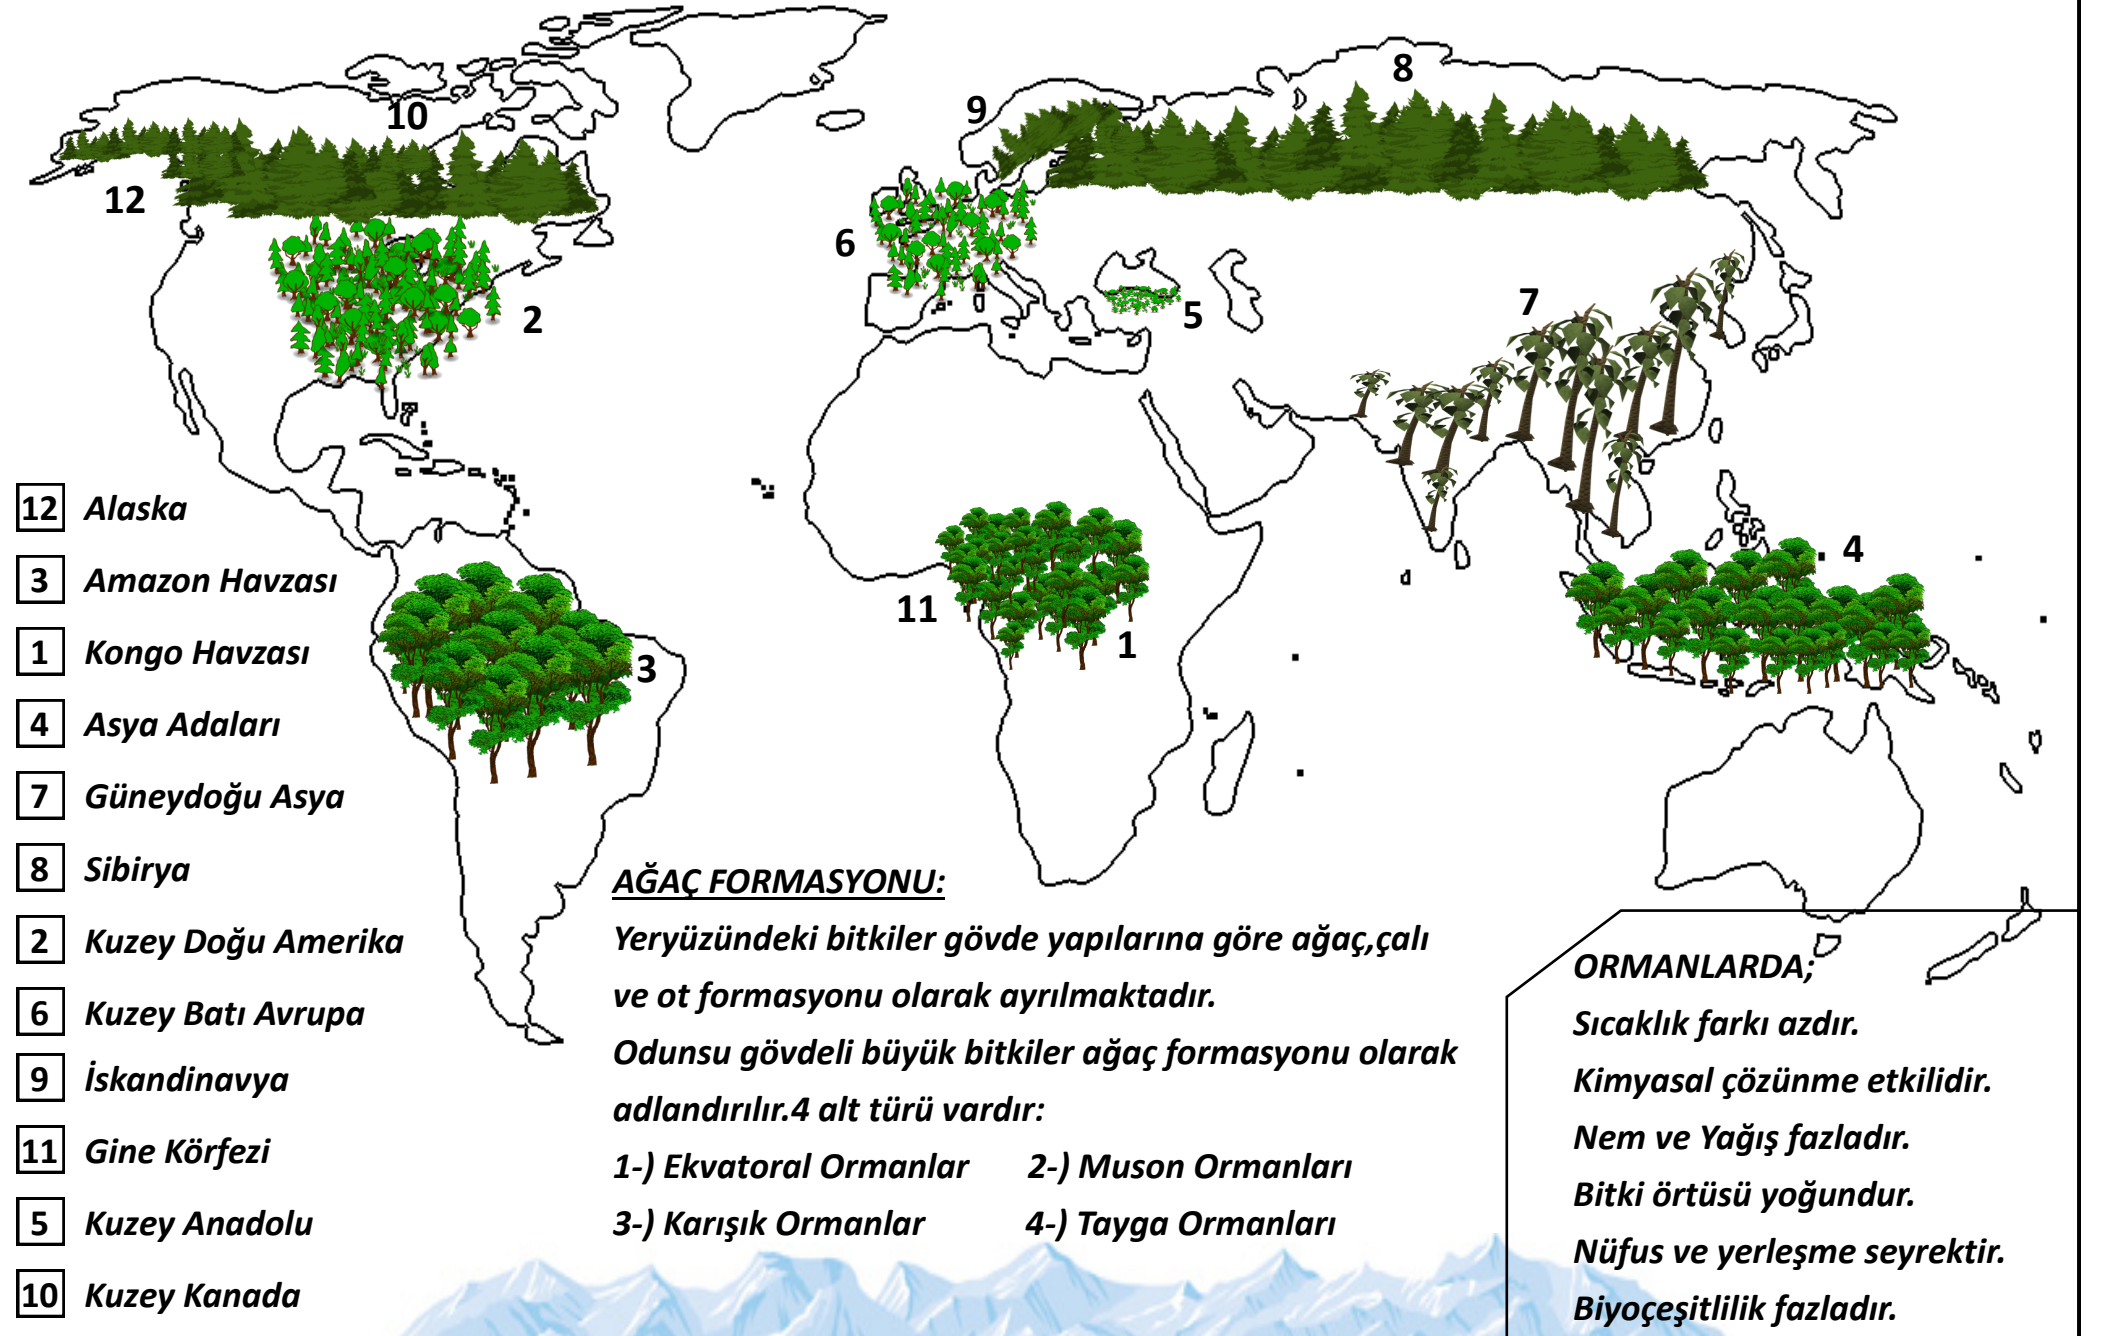 10
8
9
12
6
2
5
7
4
11
1
3
12 Alaska
3 Amazon Havzası
1 Kongo Havzası
4 Asya Adaları
7 Güneydoğu Asya
8 Sibirya
2 Kuzey Doğu Amerika
6 Kuzey Batı Avrupa
9 İskandinavya
11 Gine Körfezi
5 Kuzey Anadolu
10 Kuzey Kanada
AĞAÇ FORMASYONU:
Yeryüzündeki bitkiler gövde yapılarına göre ağaç,çalı
ve ot formasyonu olarak ayrılmaktadır.
Odunsu gövdeli büyük bitkiler ağaç formasyonu olarak
adlandırılır.4 alt türü vardır:
1-) Ekvatoral Ormanlar 2-) Muson Ormanları
3-) Karışık Ormanlar 4-) Tayga Ormanları
ORMANLARDA;
Sıcaklık farkı azdır.
Kimyasal çözünme etkilidir.
Nem ve Yağış fazladır.
Bitki örtüsü yoğundur.
Nüfus ve yerleşme seyrektir.
Biyoçeşitlilik fazladır.